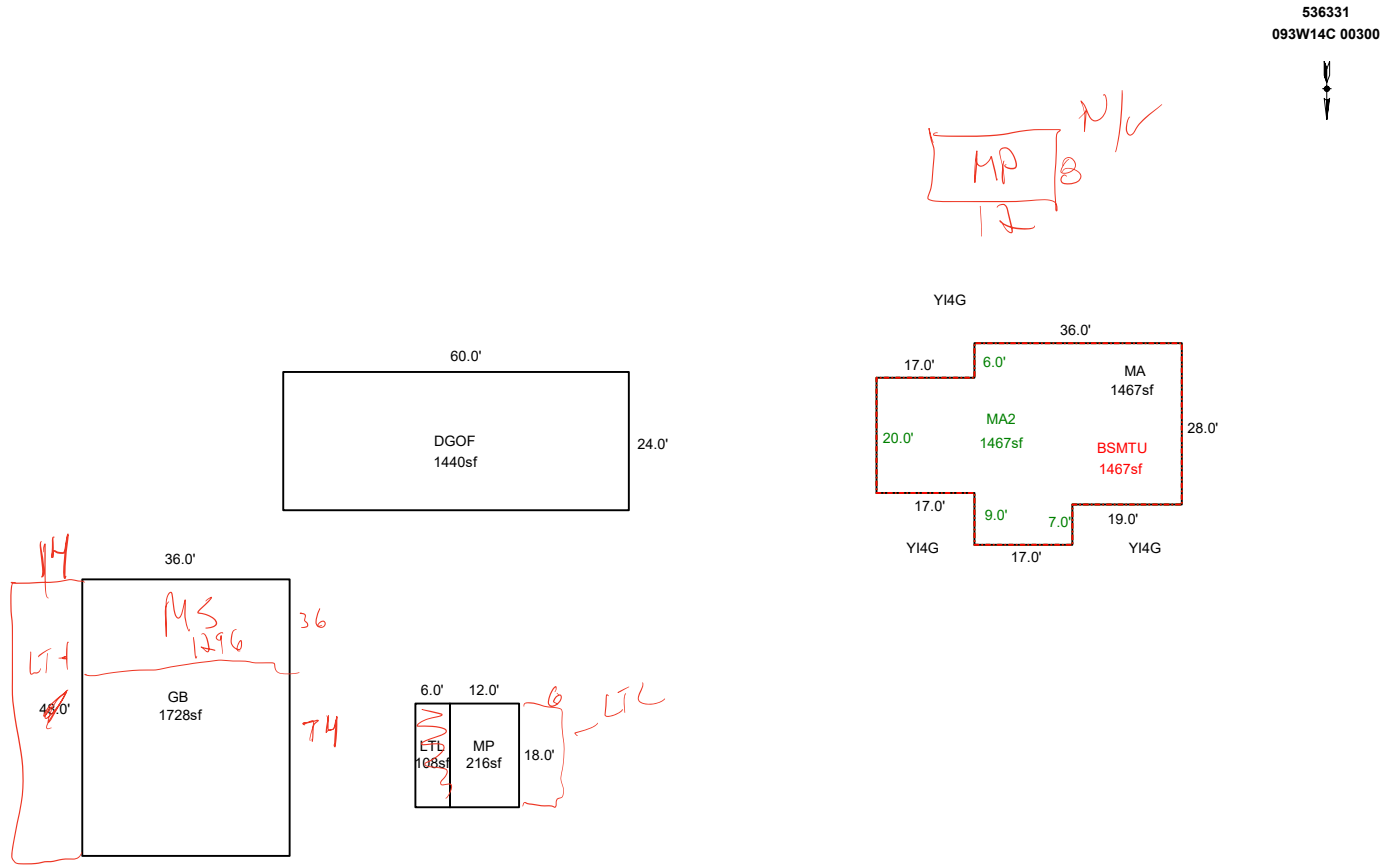 536331
093W14C 00300
N/V
MP
8
12
YI4G
36.0'
17.0'
6.0'
MA
1467sf
MA2
1467sf
20.0'
28.0'
BSMTU
1467sf
17.0'
9.0'
7.0'
19.0'
YI4G
17.0'
YI4G
60.0'
DGOF
1440sf
24.0'
14
36.0'
MS
1296
36
LTH
GB
1728sf
74
6.0'
12.0'
6
LTL
LTL
108sf
MP
216sf
18.0'